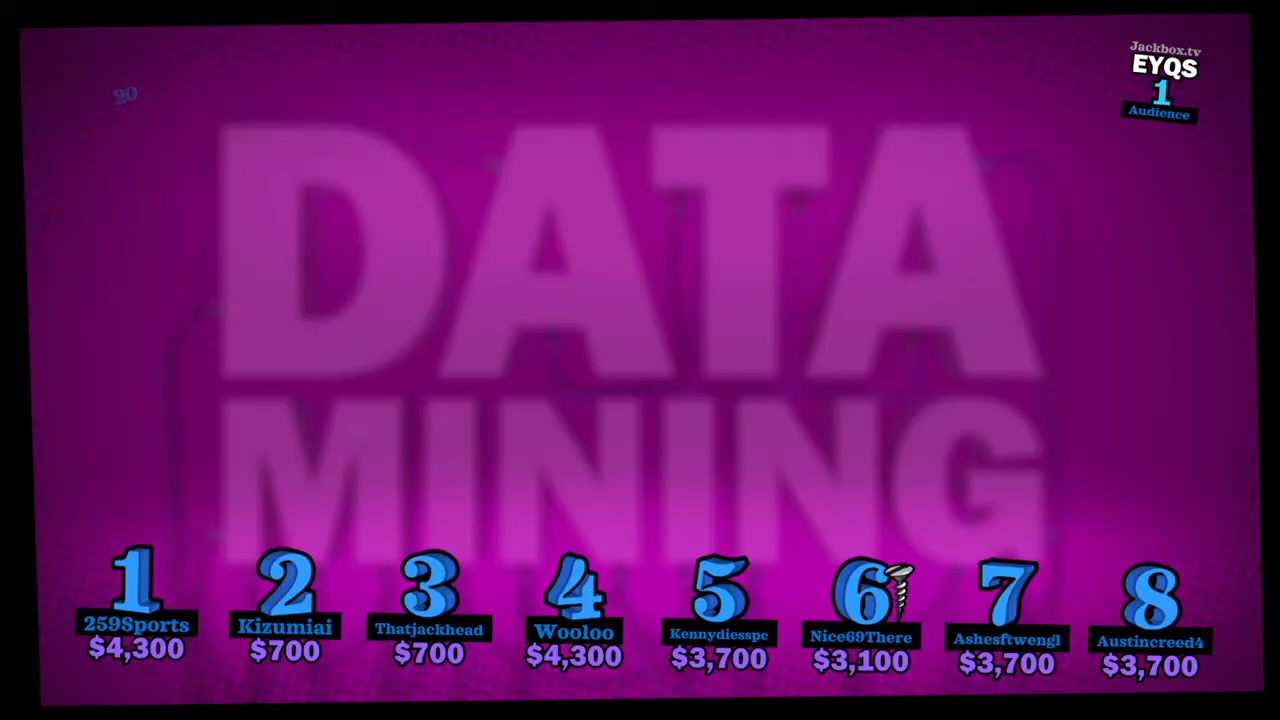 Jackbox.tv
EYQS
1
Audience
20
DATA
MINING
1 2 3 4 5 6 7 8
259Sports Kizumiai Thatjackhead Wooloo Kennydiesspc Nice69There Ashesftwengl Austincreed4
$4,300 $700 $700 $4,300 $3,700 $3,100 $3,700 $3,700